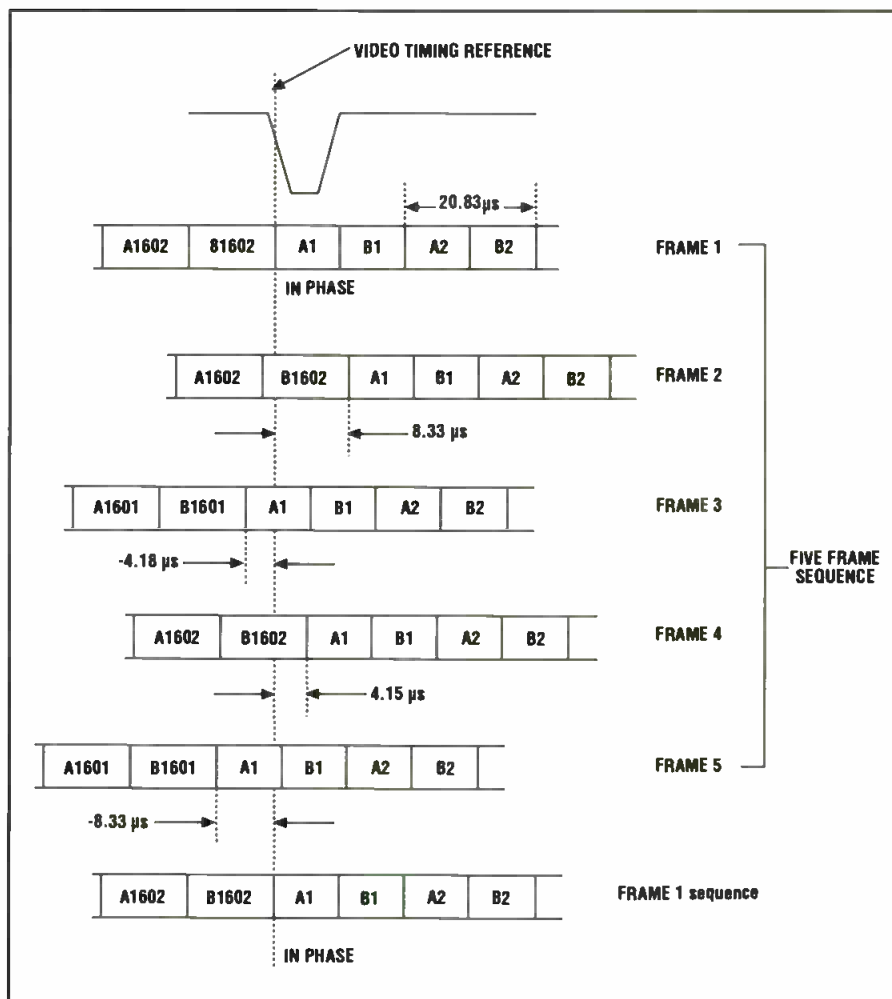 VIDEO TIMING REFERENCE
20.83µs
A1602 81602 A1 B1 A2 B2 FRAME 1
IN PHASE
A1602 B1602 A1 B1 A2 B2 FRAME 2
8.33 µs
A1601 B1601 A1 B1 A2 B2 FRAME 3
-4.18 µs
FIVE FRAME
SEQUENCE
A1602 B1602 A1 B1 A2 B2 FRAME 4
4.15 µs
A1601 B1601 A1 B1 A2 B2 FRAME 5
-8.33 µs
A1602 B1602 A1 B1 A2 B2 FRAME 1 sequence
IN PHASE